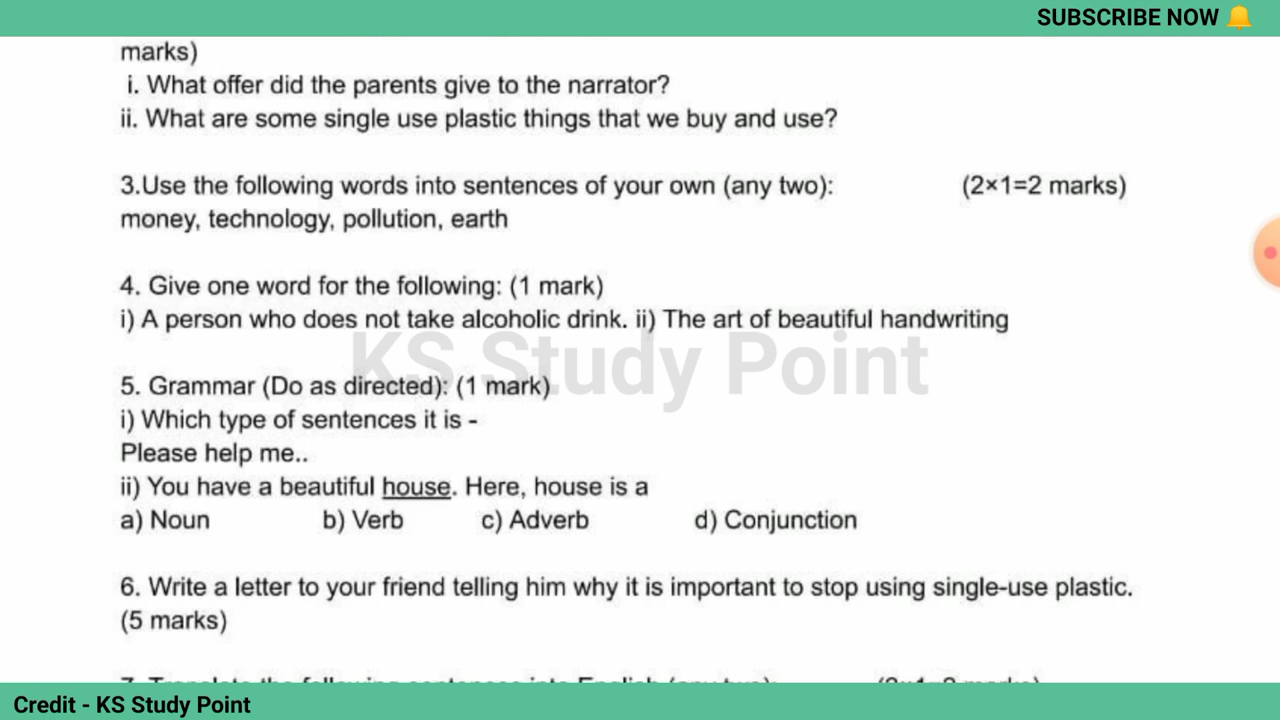 SUBSCRIBE NOW
marks)
i. What offer did the parents give to the narrator?
ii. What are some single use plastic things that we buy and use?
3.Use the following words into sentences of your own (any two): (2×1=2 marks)
money, technology, pollution, earth
4. Give one word for the following: (1 mark)
i) A person who does not take alcoholic drink. ii) The art of beautiful handwriting
KS Study Point
5. Grammar (Do as directed): (1 mark)
i) Which type of sentences it is -
Please help me..
ii) You have a beautiful house. Here, house is a
a) Noun b) Verb c) Adverb d) Conjunction
6. Write a letter to your friend telling him why it is important to stop using single-use plastic.
(5 marks)
Credit - KS Study Point